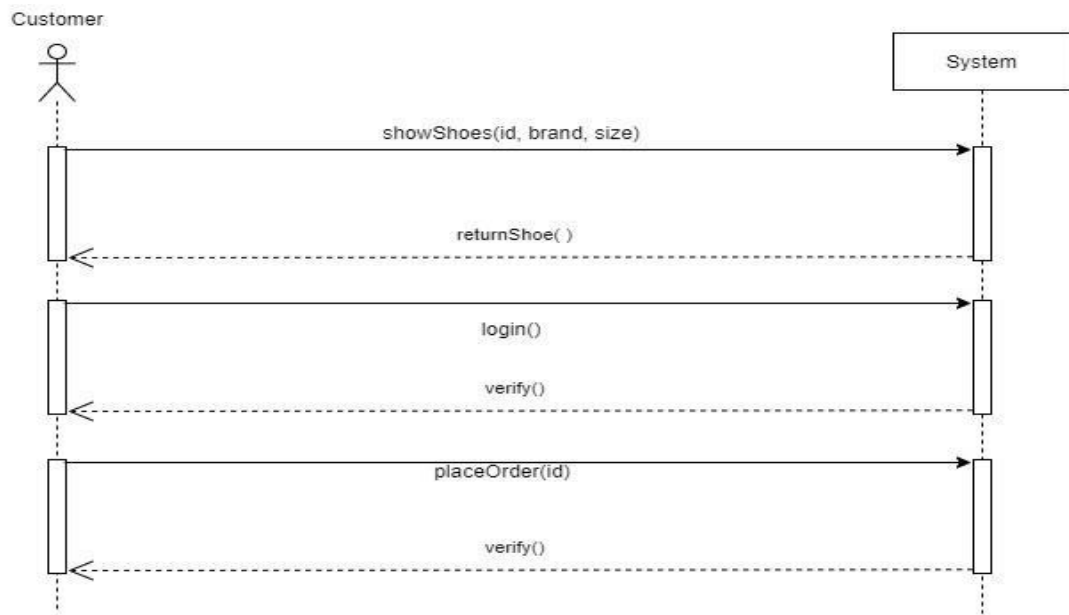 Customer
System
showShoes(id, brand, size)
returnShoe( )
login()
verify()
placeOrder(id)
verify()